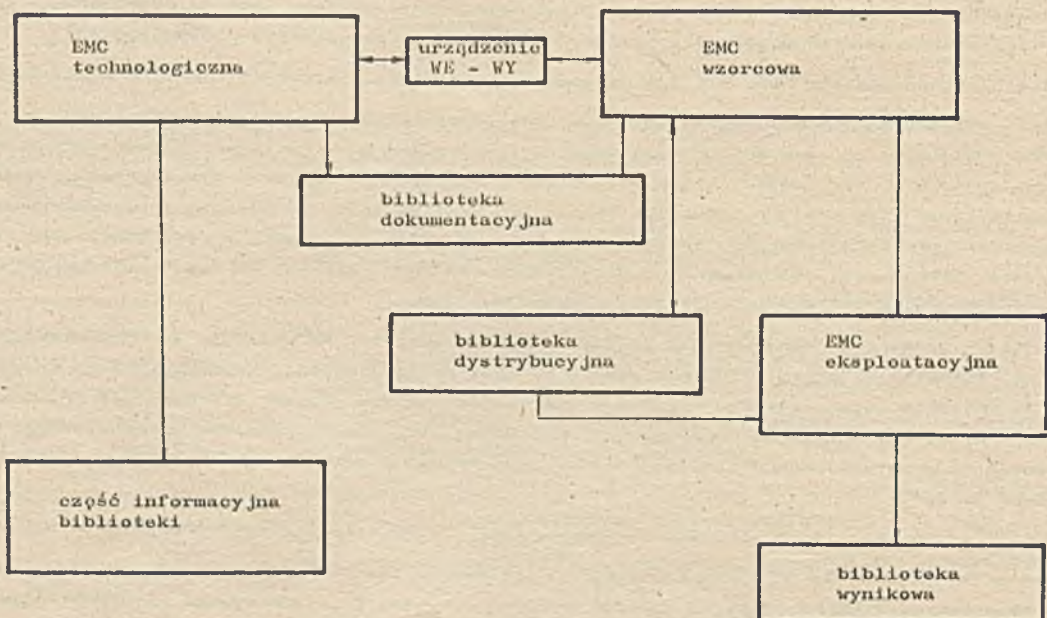 EMC
technologiczna
urządzenie
WE - WY
EMC
wzorcowa
biblioteka
dokumentacyjna
biblioteka
dystrybucyjna
EMC
eksploatacyjna
część informacyjna
biblioteki
biblioteka
wynikowa